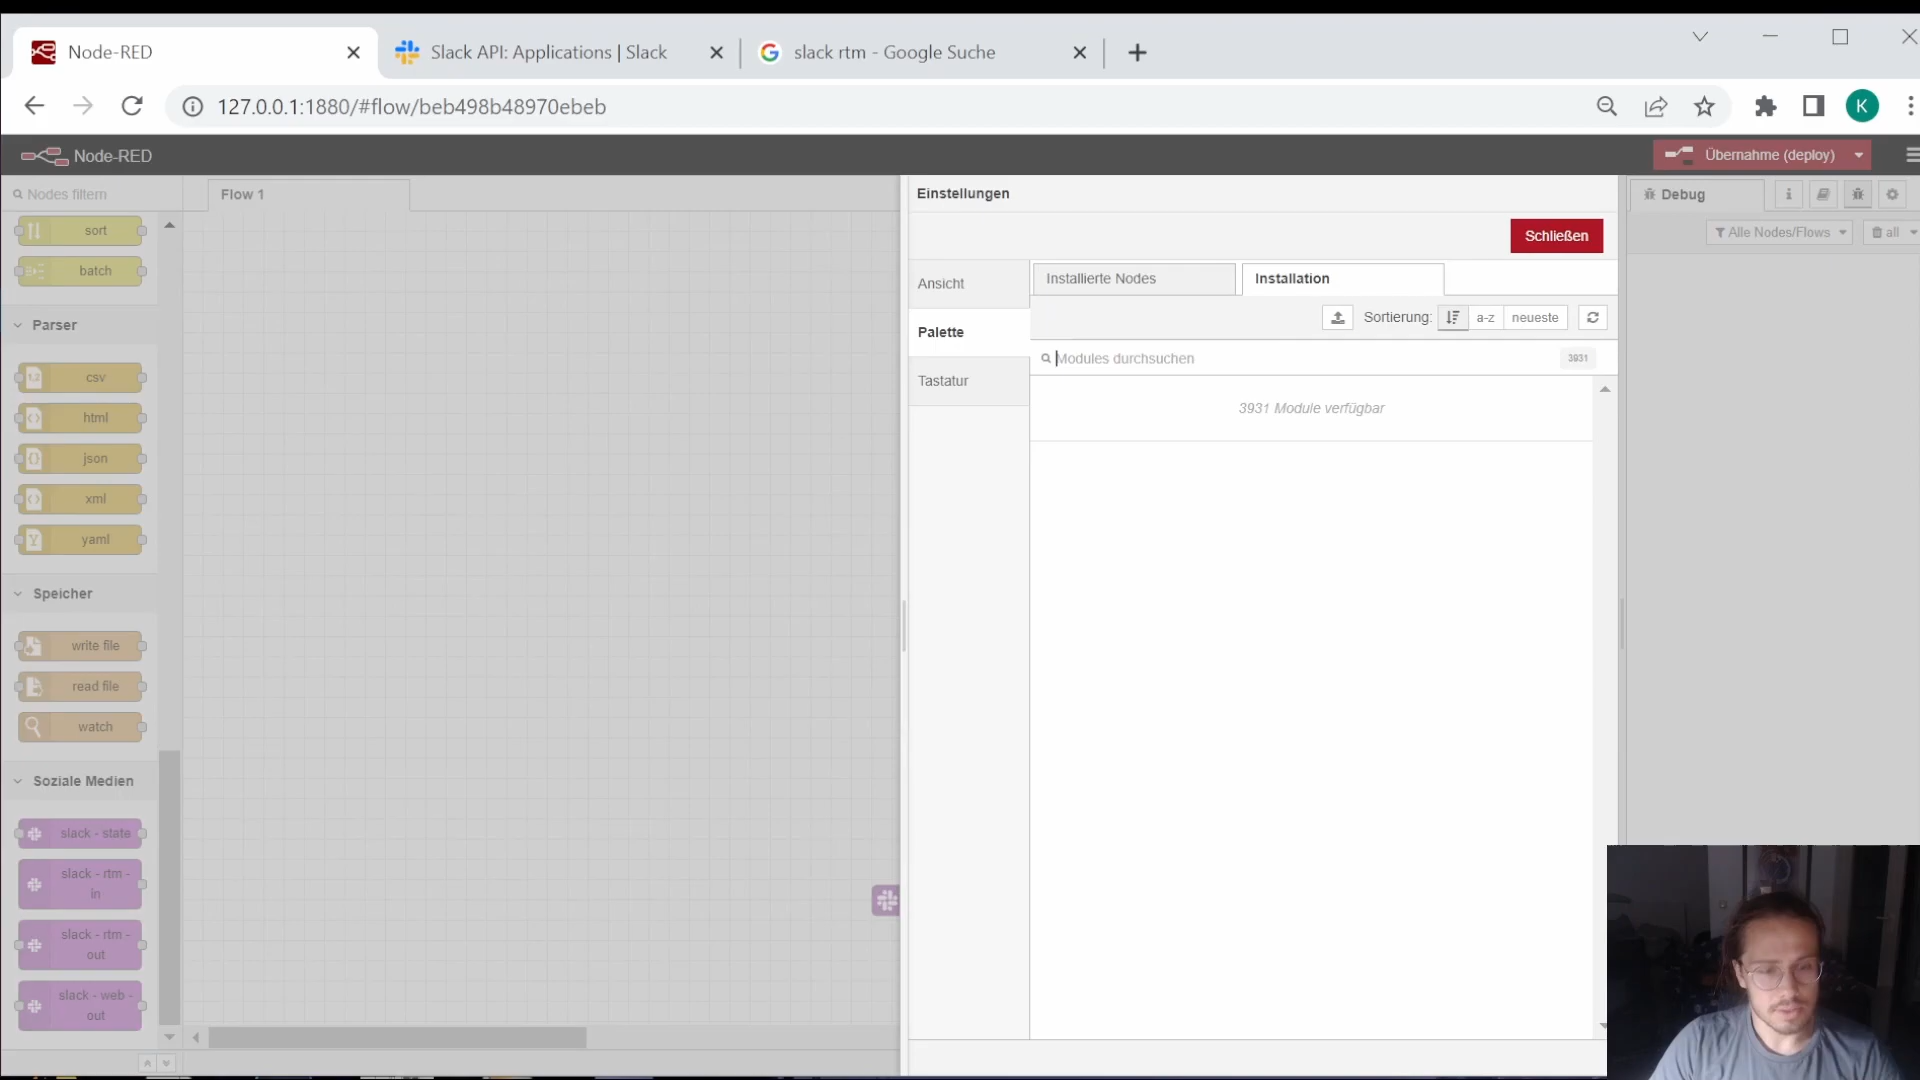 Node-RED
Slack API: Applications | Slack
slack rtm - Google Suche
127.0.0.1:1880/#flow/beb498b48970ebeb
K
Node-RED
Übernahme (deploy)
Nodes filtern
Flow 1
Einstellungen
Debug
Schließen
Alle Nodes/Flows
all
sort
batch
Ansicht
Installierte Nodes
Installation
Sortierung:
a-z
neueste
Parser
Palette
Modules durchsuchen
3931
Tastatur
3931 Module verfügbar
csv
html
json
xml
yaml
Speicher
write file
read file
watch
Soziale Medien
slack - state
slack - rtm -
in
slack - rtm -
out
slack - web -
out